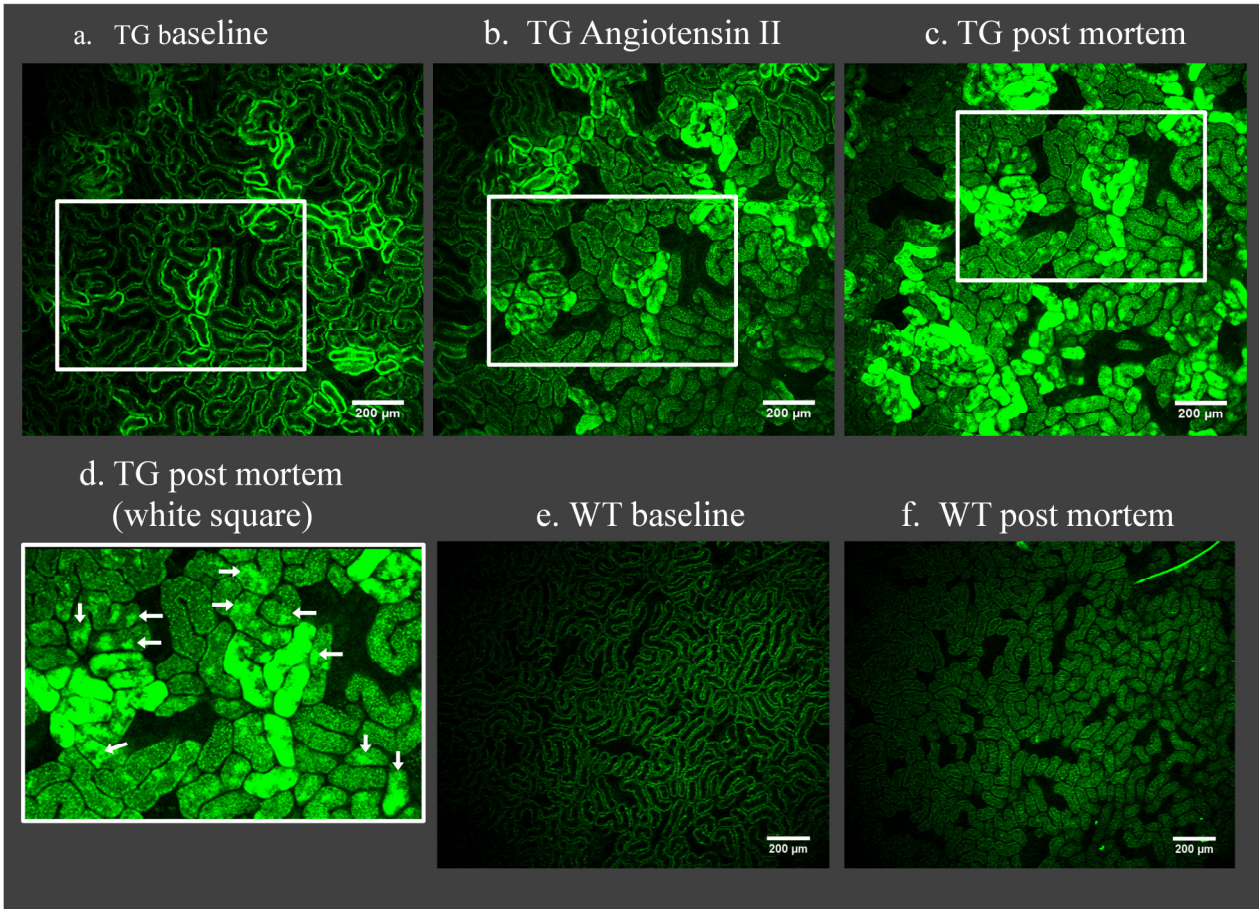 a. TG baseline
b. TG Angiotensin II
c. TG post mortem
200 µm
200 µm
200 µm
d. TG post mortem
(white square)
e. WT baseline
f. WT post mortem
200 µm
200 µm